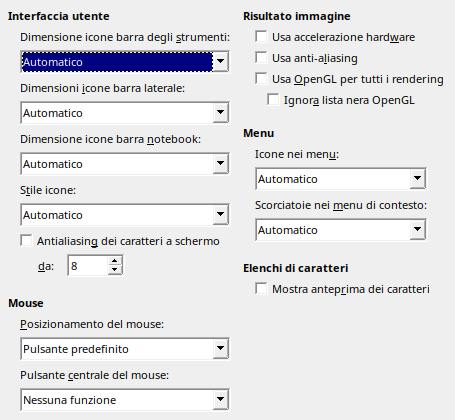 Interfaccia utente
Dimensione icone barra degli strumenti:
Automatico
Dimensioni icone barra laterale:
Automatico
Dimensione icone barra notebook:
Automatico
Stile icone:
Automatico
Antialiasing dei caratteri a schermo
da: 8
Mouse
Posizionamento del mouse:
Pulsante predefinito
Pulsante centrale del mouse:
Nessuna funzione
Risultato immagine
Usa accelerazione hardware
Usa anti-aliasing
Usa OpenGL per tutti i rendering
Ignora lista nera OpenGL
Menu
Icone nei menu:
Automatico
Scorciatoie nei menu di contesto:
Automatico
Elenchi di caratteri
Mostra anteprima dei caratteri